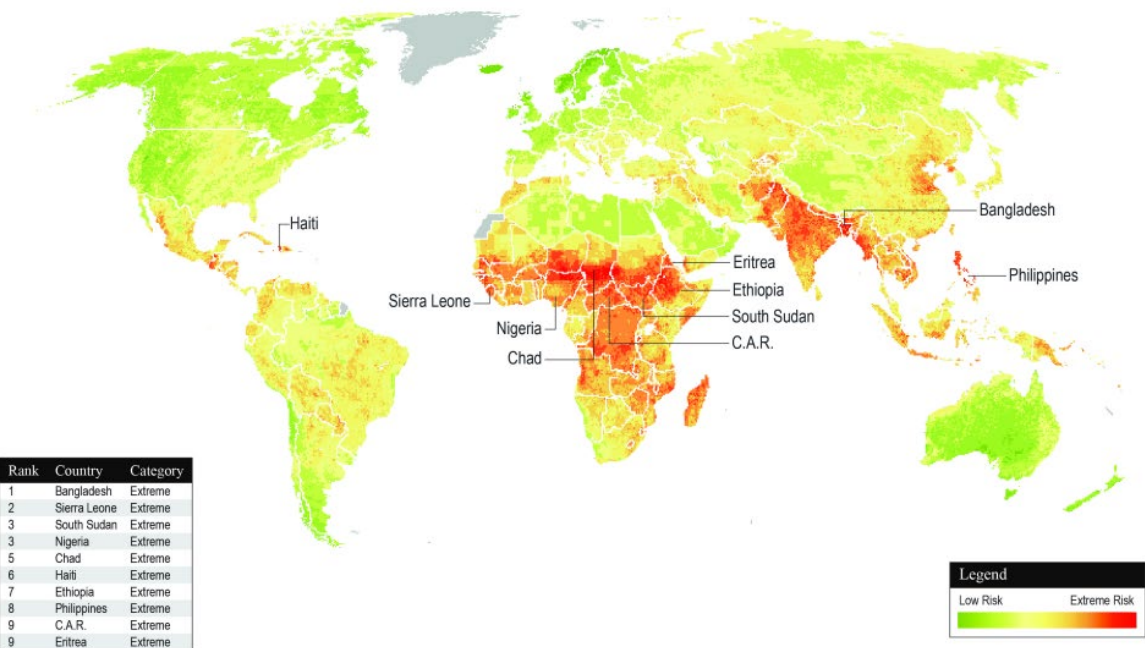 Haiti
Bangladesh
Eritrea
Philippines
Ethiopia
Sierra Leone
South Sudan
Nigeria
C.A.R.
Chad
Rank Country Category
1 Bangladesh Extreme
2 Sierra Leone Extreme
3 South Sudan Extreme
3 Nigeria Extreme
5 Chad Extreme
6 Haiti Extreme
7 Ethiopia Extreme
8 Philippines Extreme
9 C.A.R. Extreme
9 Eritrea Extreme
Legend
Low Risk Extreme Risk